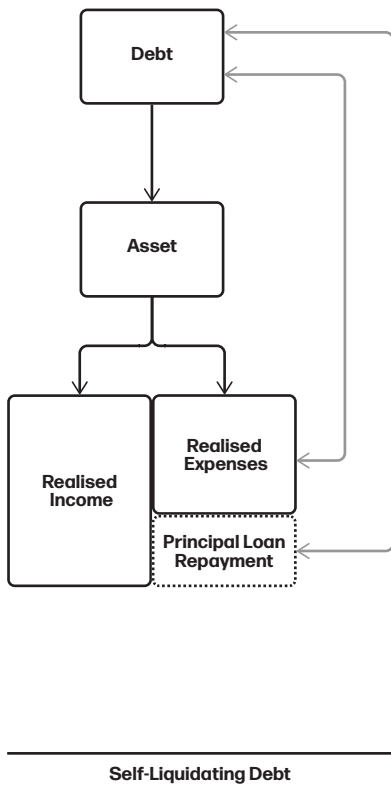 Debt
Asset
Realised
Income
Realised
Expenses
Principal Loan
Repayment
Self-Liquidating Debt